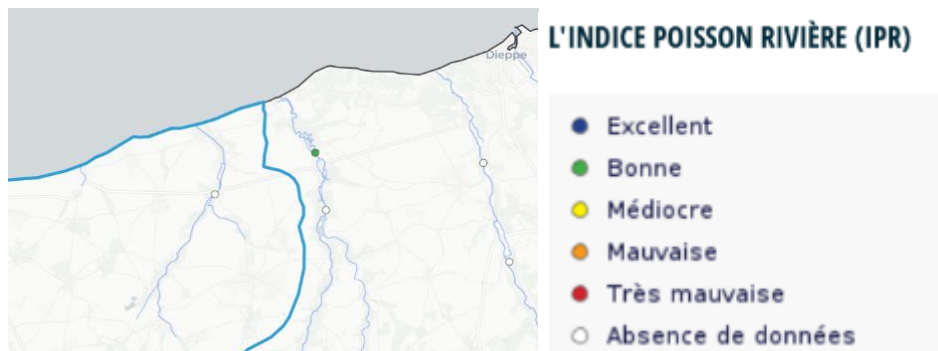 Dieppe
L'INDICE POISSON RIVIÈRE (IPR)
Excellent
Bonne
Médiocre
Mauvaise
Très mauvaise
Absence de données